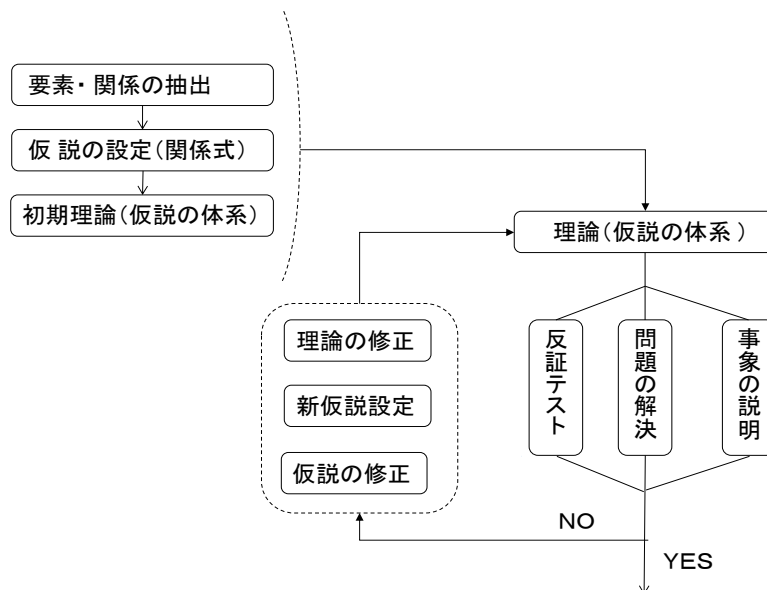 要素・関係の抽出
仮 説の設定(関係式)
初期理論(仮説の体系)
理論(仮説の体系 )
反証テスト
問題の解決
事象の説明
理論の修正
新仮説設定
仮説の修正
NO
YES